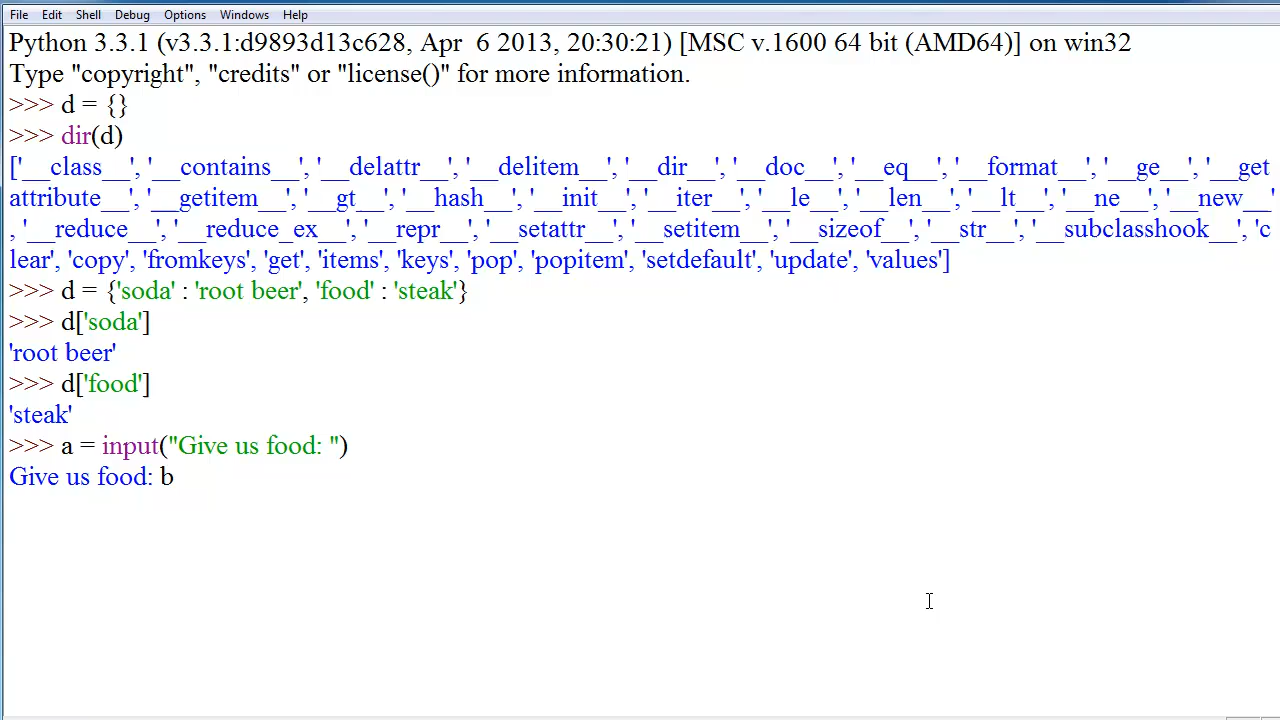 File Edit Shell Debug Options Windows Help
Python 3.3.1 (v3.3.1:d9893d13c628, Apr  6 2013, 20:30:21) [MSC v.1600 64 bit (AMD64)] on win32
Type "copyright", "credits" or "license()" for more information.
>>> d = {}
>>> dir(d)
['__class__', '__contains__', '__delattr__', '__delitem__', '__dir__', '__doc__', '__eq__', '__format__', '__ge__', '__get
attribute__', '__getitem__', '__gt__', '__hash__', '__init__', '__iter__', '__le__', '__len__', '__lt__', '__ne__', '__new__'
, '__reduce__', '__reduce_ex__', '__repr__', '__setattr__', '__setitem__', '__sizeof__', '__str__', '__subclasshook__', 'c
lear', 'copy', 'fromkeys', 'get', 'items', 'keys', 'pop', 'popitem', 'setdefault', 'update', 'values']
>>> d = {'soda' : 'root beer', 'food' : 'steak'}
>>> d['soda']
'root beer'
>>> d['food']
'steak'
>>> a = input("Give us food: ")
Give us food: b